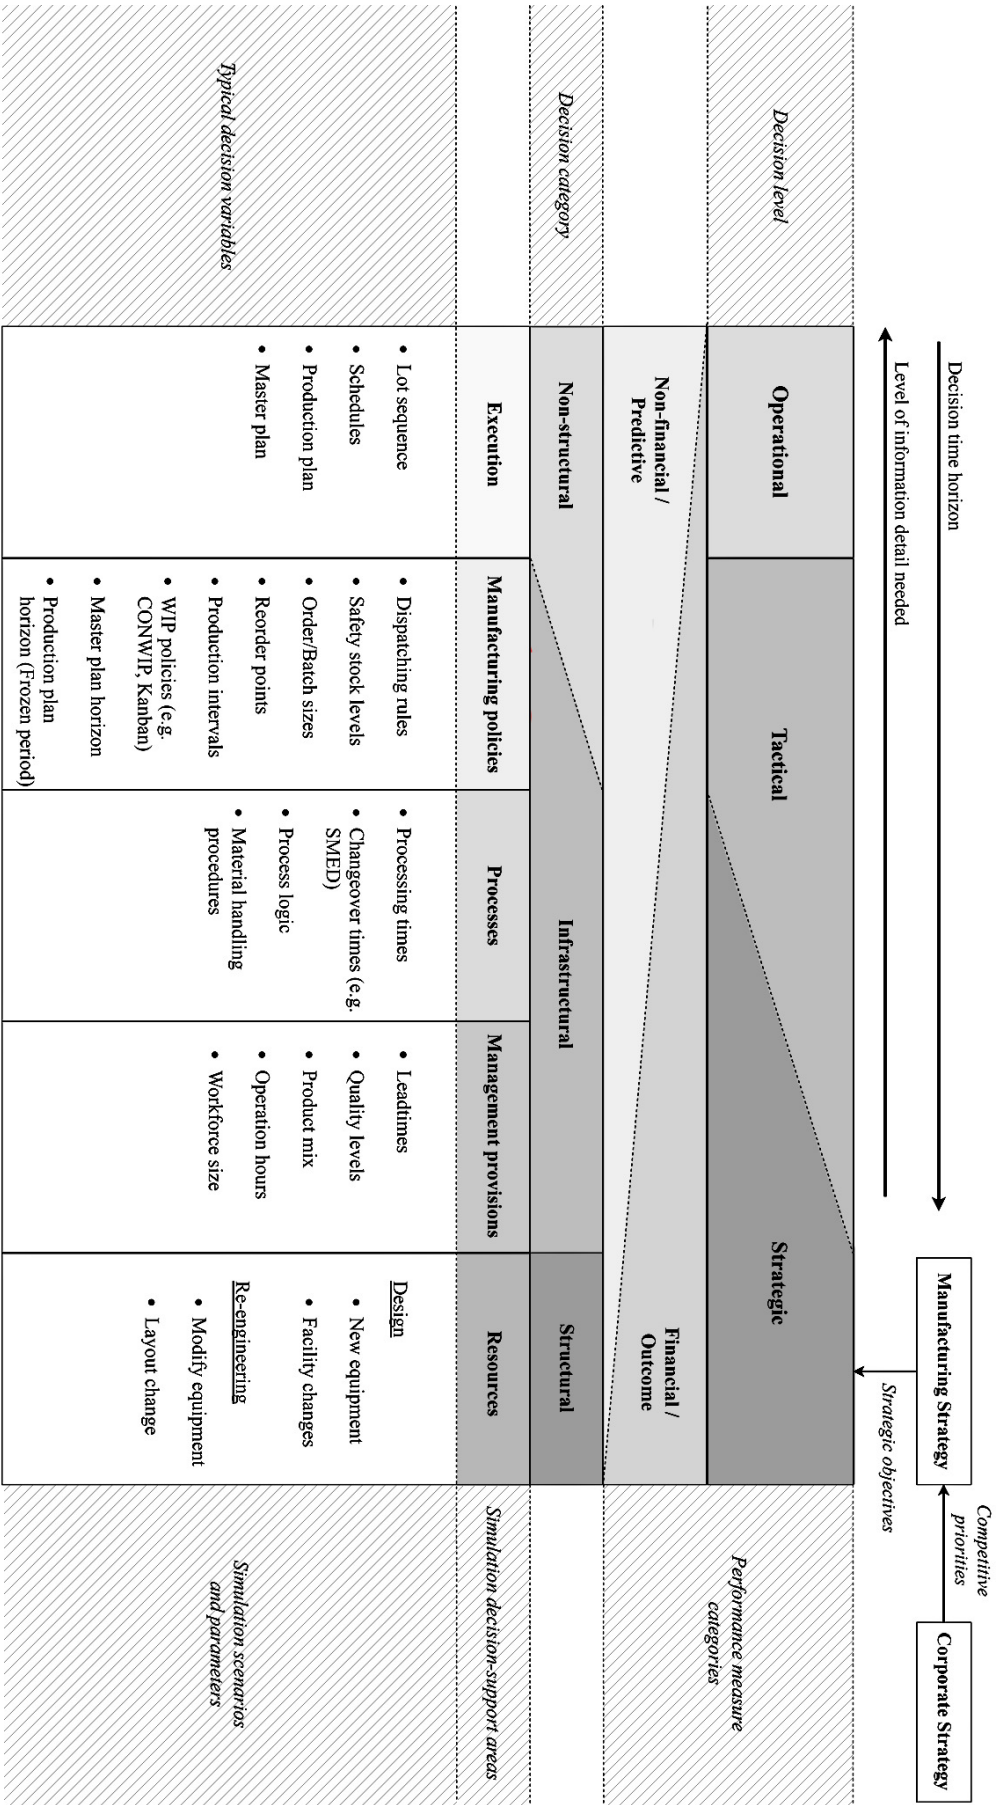 Corporate Strategy
Competitive
priorities
Manufacturing Strategy
Strategic objectives
Decision time horizon
Level of information detail needed
Decision level
Operational
Tactical
Strategic
Performance measure
categories
Non-financial /
Predictive
Financial /
Outcome
Decision category
Non-structural
Infrastructural
Structural
Execution
Manufacturing policies
Processes
Management provisions
Resources
Simulation decision-support areas
Typical decision variables
• Lot sequence
• Schedules
• Production plan
• Master plan
• Dispatching rules
• Safety stock levels
• Order/Batch sizes
• Reorder points
• Production intervals
• WIP policies (e.g.
CONWIP, Kanban)
• Master plan horizon
• Production plan
horizon (Frozen period)
• Processing times
• Changeover times (e.g.
SMED)
• Process logic
• Material handling
procedures
• Leadtimes
• Quality levels
• Product mix
• Operation hours
• Workforce size
Design
• New equipment
• Facility changes
Re-engineering
• Modify equipment
• Layout change
Simulation scenarios
and parameters